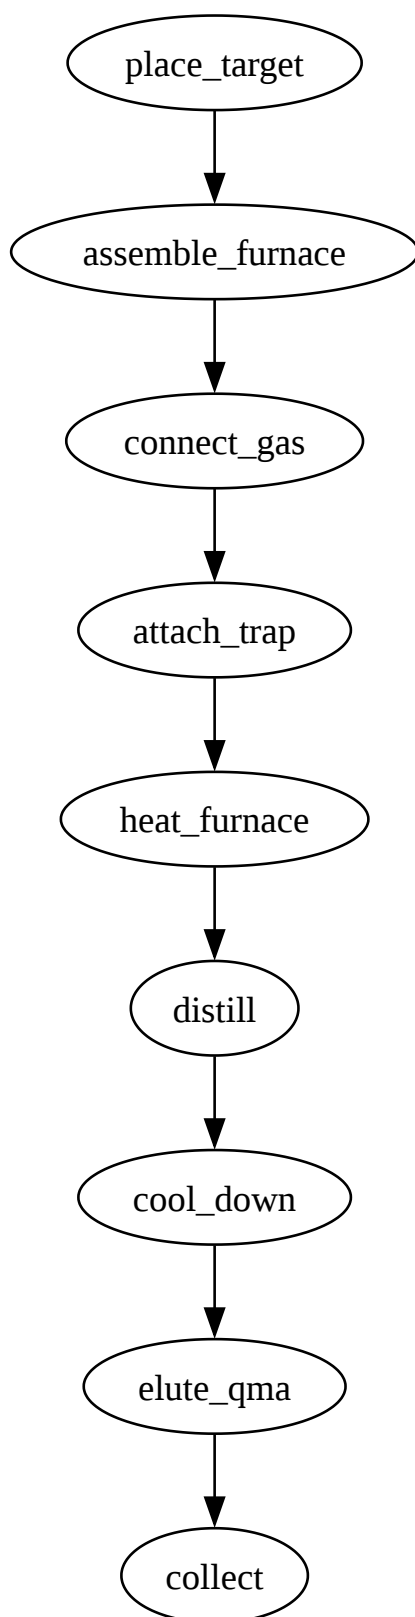 place_target
assemble_furnace
connect_gas
attach_trap
heat_furnace
distill
cool_down
elute_qma
collect